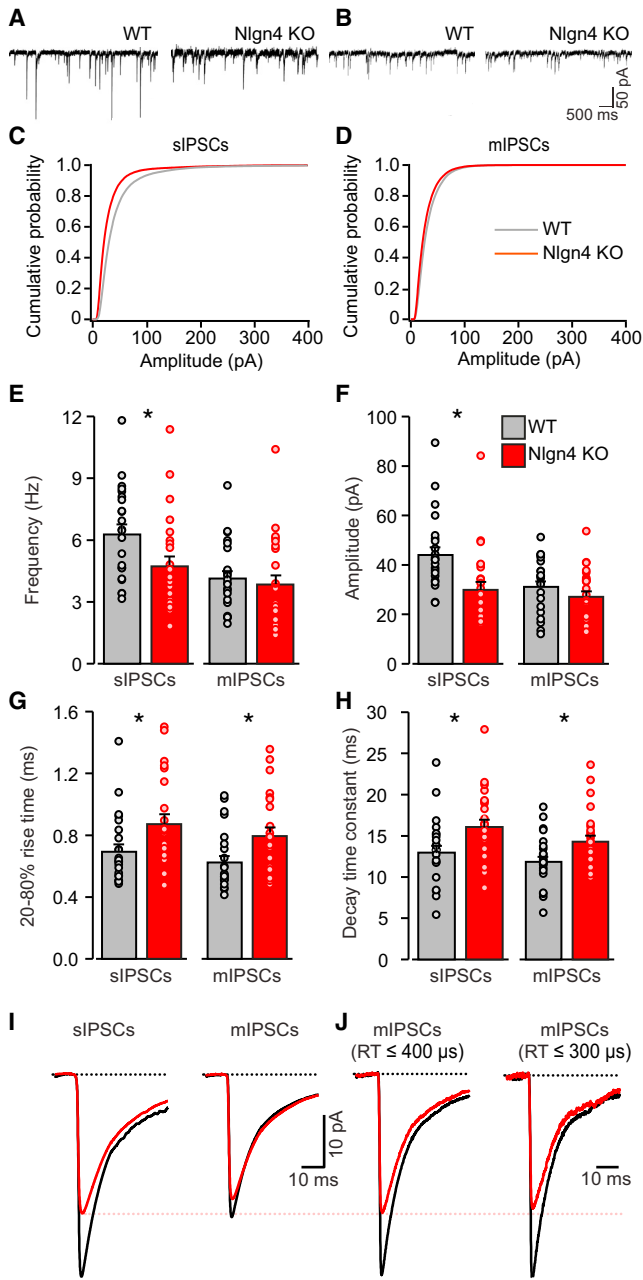 A
WT
Nlgn4 KO
B
WT
Nlgn4 KO
50 pA
500 ms
C
sIPSCs
Cumulative probability
1.0
0.8
0.6
0.4
0.2
0
0 100 200 300 400
Amplitude (pA)
D
mIPSCs
Cumulative probability
1.0
0.8
0.6
0.4
0.2
0
WT
Nlgn4 KO
0 100 200 300 400
Amplitude (pA)
E
Frequency (Hz)
12
9
6
3
0
*
sIPSCs mIPSCs
F
Amplitude (pA)
100
80
60
40
20
0
*
WT
Nlgn4 KO
sIPSCs mIPSCs
G
20-80% rise time (ms)
1.6
1.2
0.8
0.4
0.0
* *
sIPSCs mIPSCs
H
Decay time constant (ms)
30
25
20
15
10
5
0
* *
sIPSCs mIPSCs
I
sIPSCs
mIPSCs
10 pA
10 ms
J
mIPSCs
(RT ≤ 400 µs)
mIPSCs
(RT ≤ 300 µs)
10 ms